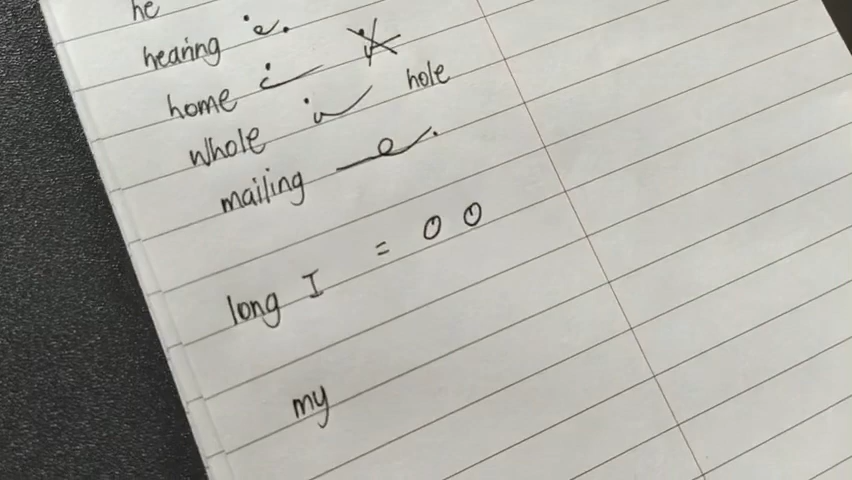 he
hearing
home
whole hole
mailing
long I =
my